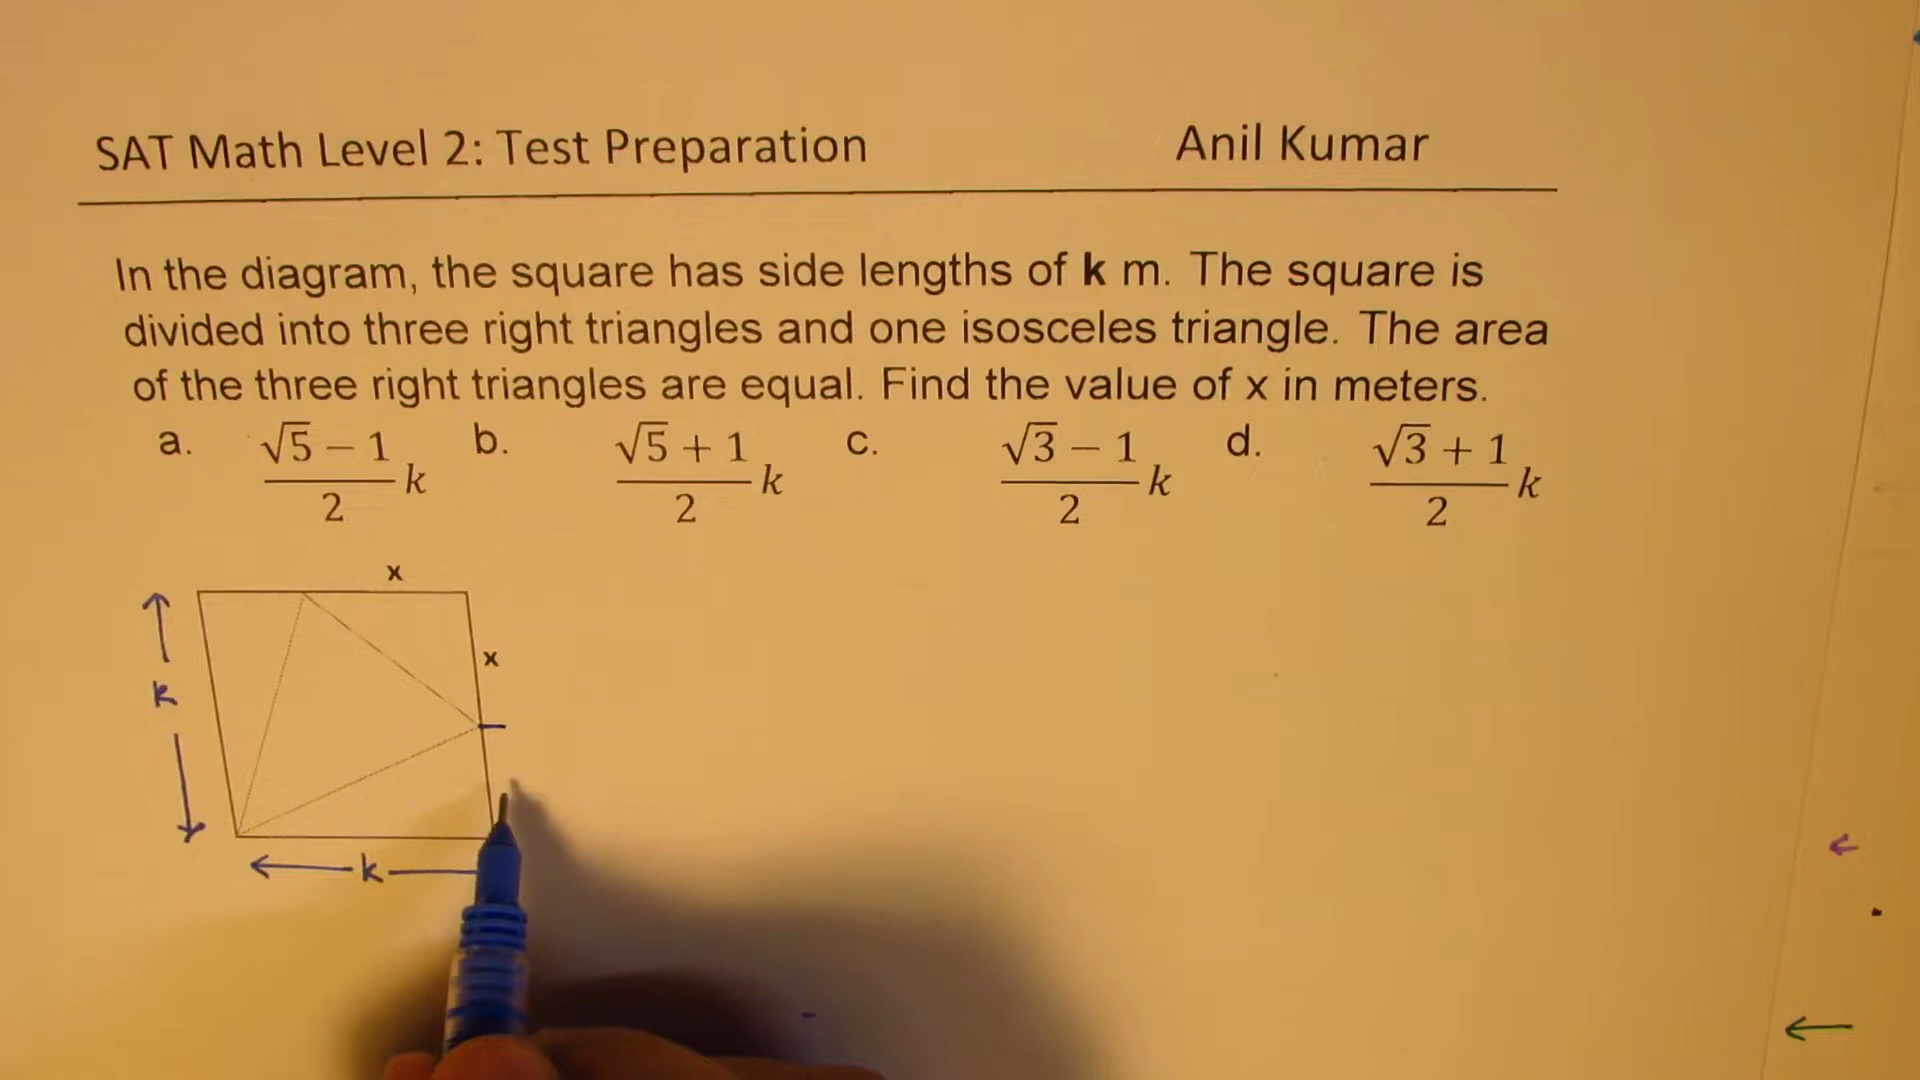 SAT Math Level 2: Test Preparation Anil Kumar
In the diagram, the square has side lengths of k m. The square is
divided into three right triangles and one isosceles triangle. The area
of the three right triangles are equal. Find the value of x in meters.
a. (√5 − 1)/2 k b. (√5 + 1)/2 k c. (√3 − 1)/2 k d. (√3 + 1)/2 k
x
x
k
k